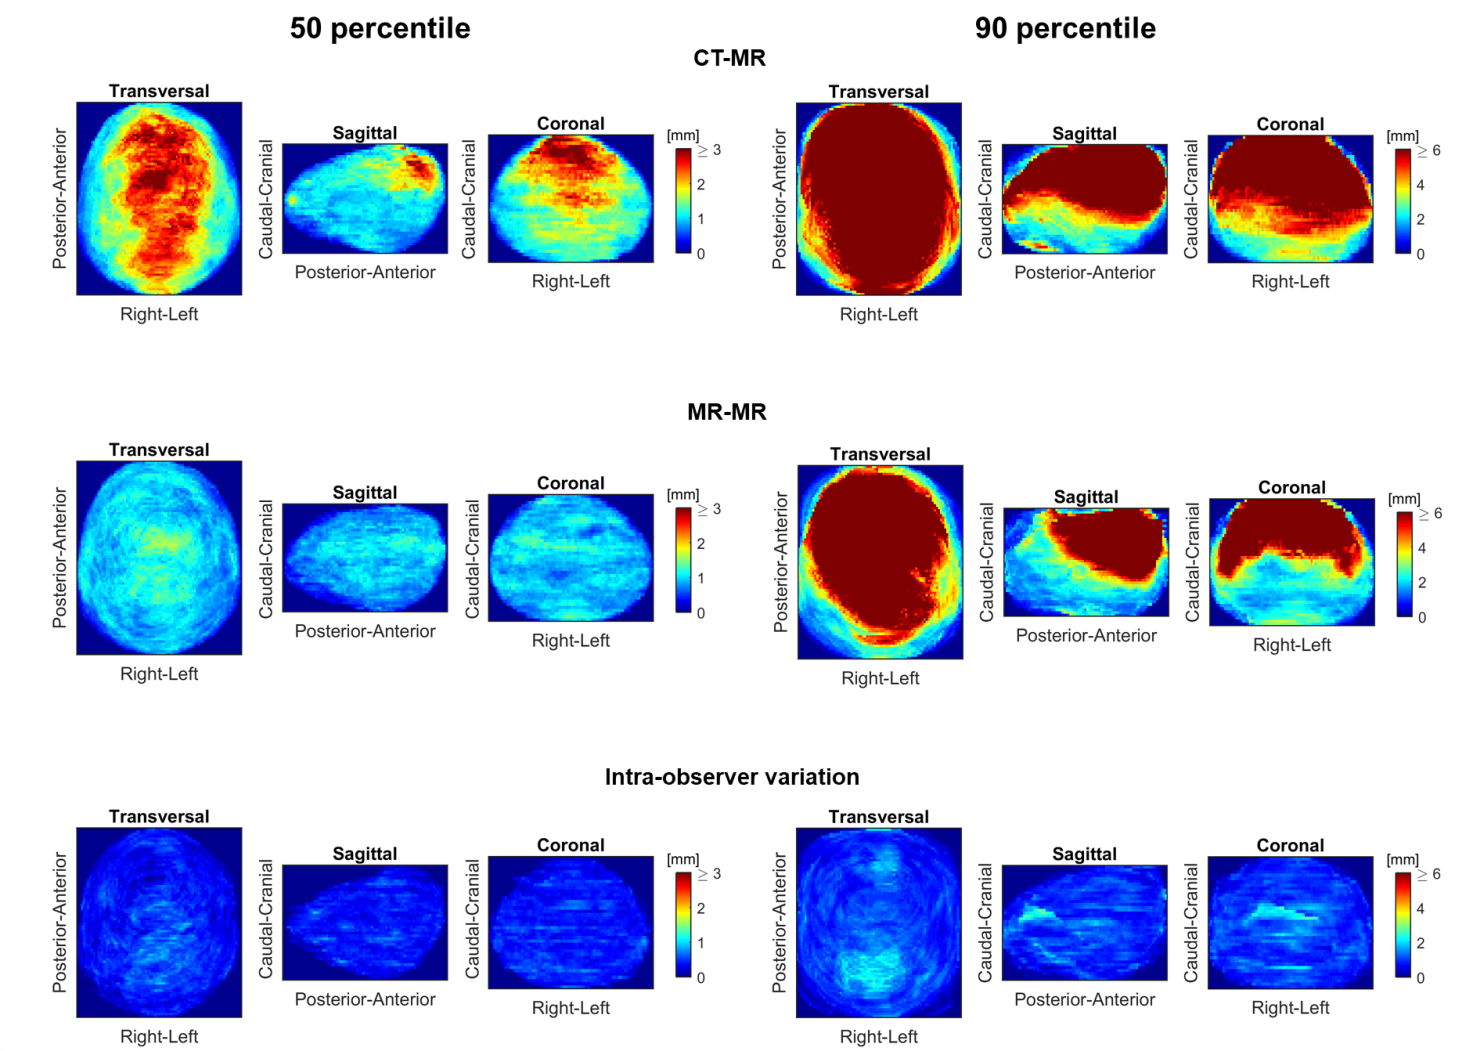 50 percentile
90 percentile
CT-MR
Transversal
Sagittal
Coronal
[mm]
≥ 3
2
1
0
Posterior-Anterior
Caudal-Cranial
Caudal-Cranial
Right-Left
Posterior-Anterior
Right-Left
Transversal
Sagittal
Coronal
[mm]
≥ 6
4
2
0
Posterior-Anterior
Caudal-Cranial
Caudal-Cranial
Right-Left
Posterior-Anterior
Right-Left
MR-MR
Transversal
Sagittal
Coronal
[mm]
≥ 3
2
1
0
Posterior-Anterior
Caudal-Cranial
Caudal-Cranial
Right-Left
Posterior-Anterior
Right-Left
Transversal
Sagittal
Coronal
[mm]
≥ 6
4
2
0
Posterior-Anterior
Caudal-Cranial
Caudal-Cranial
Right-Left
Posterior-Anterior
Right-Left
Intra-observer variation
Transversal
Sagittal
Coronal
[mm]
≥ 3
2
1
0
Posterior-Anterior
Caudal-Cranial
Caudal-Cranial
Right-Left
Posterior-Anterior
Right-Left
Transversal
Sagittal
Coronal
[mm]
≥ 6
4
2
0
Posterior-Anterior
Caudal-Cranial
Caudal-Cranial
Right-Left
Posterior-Anterior
Right-Left